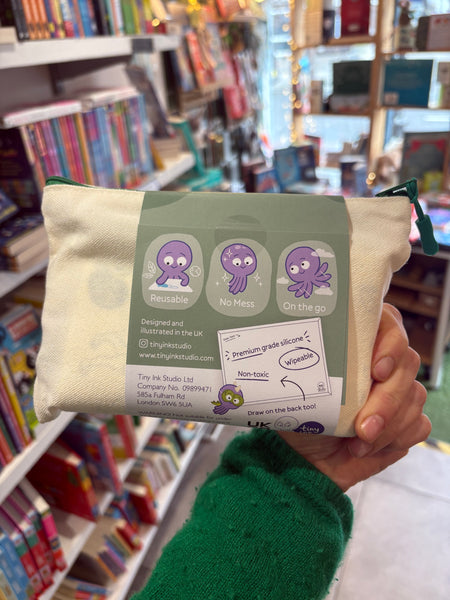 Reusable
No Mess
On the go
Designed and
illustrated in the UK
tinyinkstudio
www.tinyinkstudio.com
Premium grade silicone
Wipeable
Non-toxic
Draw on the back too!
Tiny Ink Studio Ltd
Company No. 09899471
585a Fulham Rd
London SW6 5UA
UK
tiny